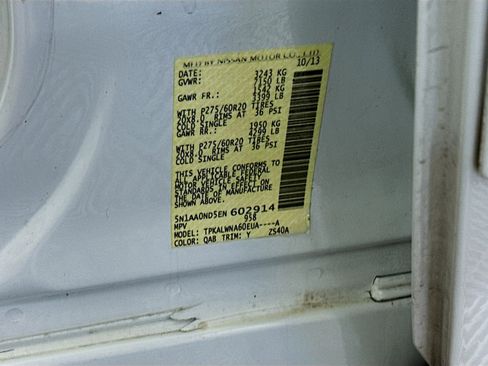 MFD BY NISSAN MOTOR CO., LTD.
10/13
DATE: 3243 KG
GVWR: 7150 LB
1542 KG
GAWR FR.: 3399 LB
WITH P275/60R20 TIRES
20X8.0 RIMS AT 36 PSI
COLD SINGLE 1950 KG
GAWR RR.: 4299 LB
WITH P275/60R20 TIRES
20X8.0 RIMS AT 36 PSI
COLD SINGLE
THIS VEHICLE CONFORMS TO
ALL APPLICABLE FEDERAL
MOTOR VEHICLE SAFETY
STANDARDS IN EFFECT ON
THE DATE OF MANUFACTURE
SHOWN ABOVE.
5N1AA0ND5EN 602914
MPV 958
MODEL: TPKALWNA60EUA----A
COLOR: QAB TRIM: Y ZS40A